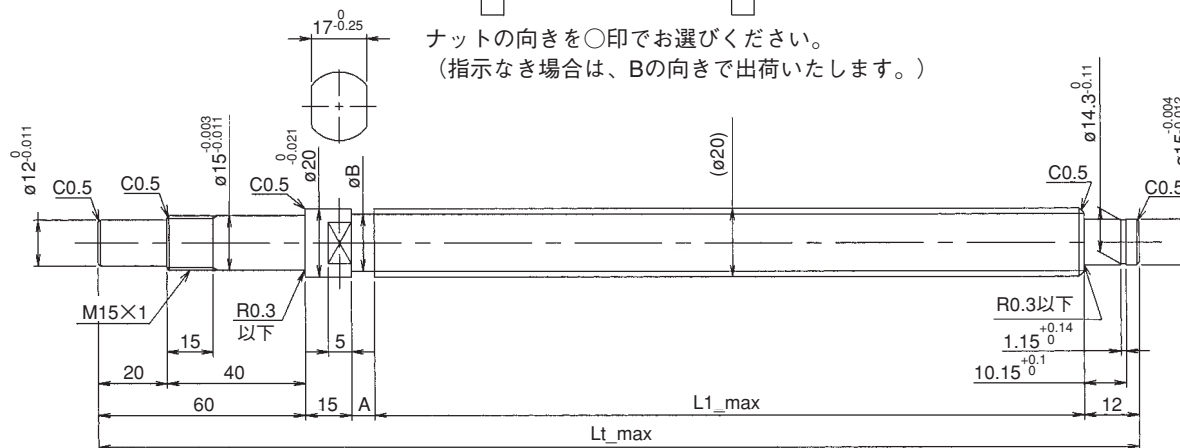 17 0 -0.25
ナットの向きを○印でお選びください。
（指示なき場合は、Bの向きで出荷いたします。）
ø12 0 -0.011
C0.5
C0.5
ø15 -0.003 -0.011
C0.5
ø20 0 -0.021
øB
(ø20)
C0.5
ø14.3 0 -0.11
C0.5
M15×1
R0.3
以下
R0.3以下
15
5
1.15 +0.14 0
20
40
10.15 +0.1 0
60
15
A
L1_max
12
Lt_max